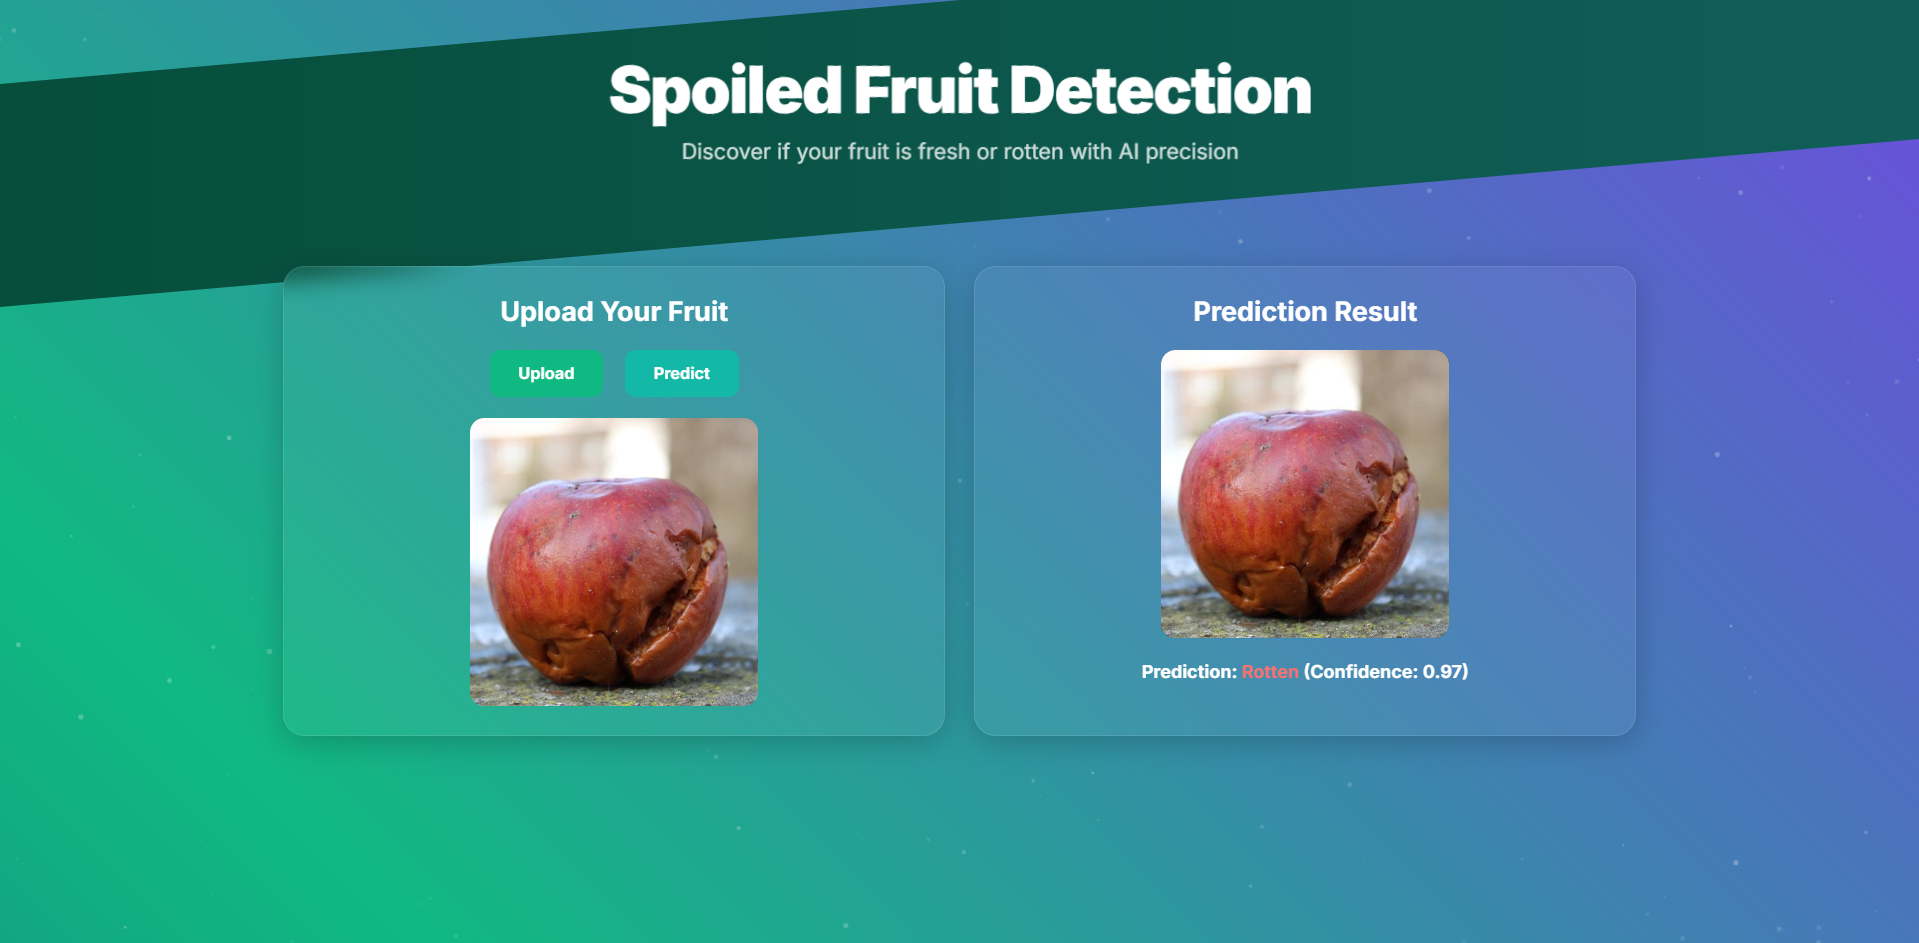 Spoiled Fruit Detection
Discover if your fruit is fresh or rotten with AI precision
Upload Your Fruit
Upload
Predict
Prediction Result
Prediction: Rotten (Confidence: 0.97)